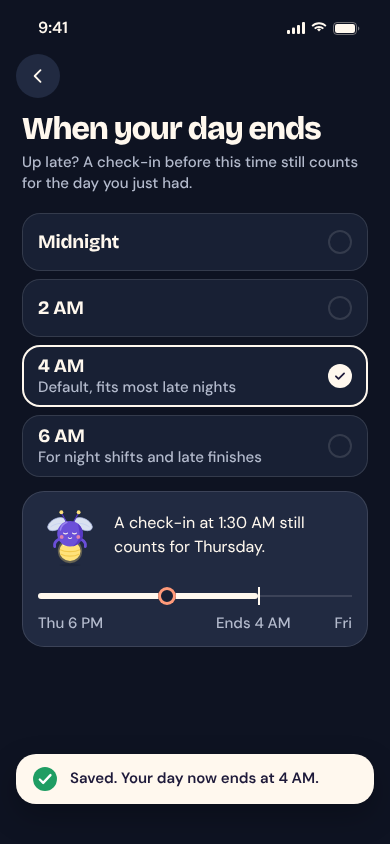 9:41
When your day ends
Up late? A check-in before this time still counts
for the day you just had.
Midnight
2 AM
4 AM
Default, fits most late nights
6 AM
For night shifts and late finishes
A check-in at 1:30 AM still
counts for Thursday.
Thu 6 PM Ends 4 AM Fri
Saved. Your day now ends at 4 AM.